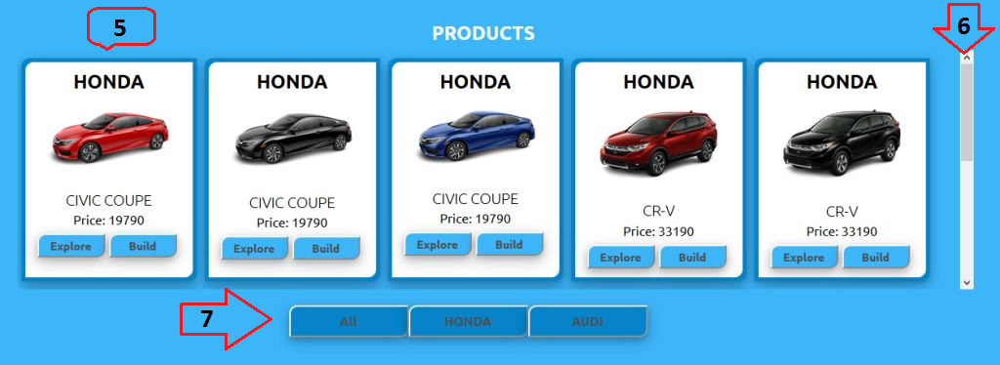 5
PRODUCTS
6
HONDA
HONDA
HONDA
HONDA
HONDA
CIVIC COUPE
Price: 19790
Explore Build
CIVIC COUPE
Price: 19790
Explore Build
CIVIC COUPE
Price: 19790
Explore Build
CR-V
Price: 33190
Explore Build
CR-V
Price: 33190
Explore Build
7
All HONDA AUDI